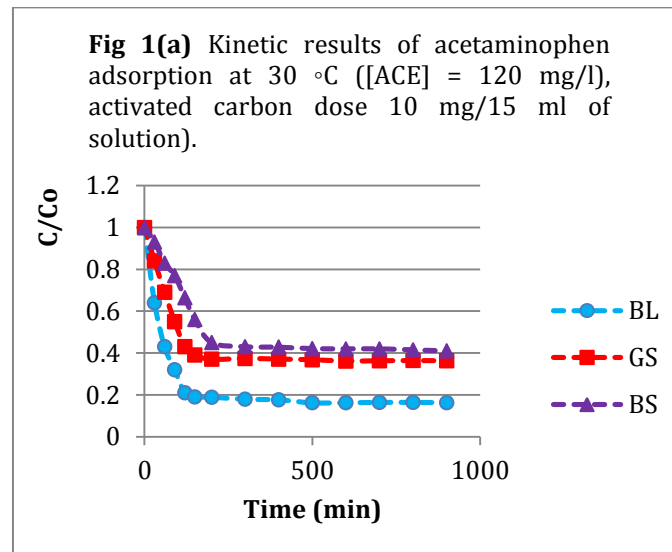 Fig 1(a) Kinetic results of acetaminophen
adsorption at 30 ◦C ([ACE] = 120 mg/l),
activated carbon dose 10 mg/15 ml of
solution).
C/Co
1.2
1
0.8
0.6
0.4
0.2
0
0 500 1000
Time (min)
BL
GS
BS